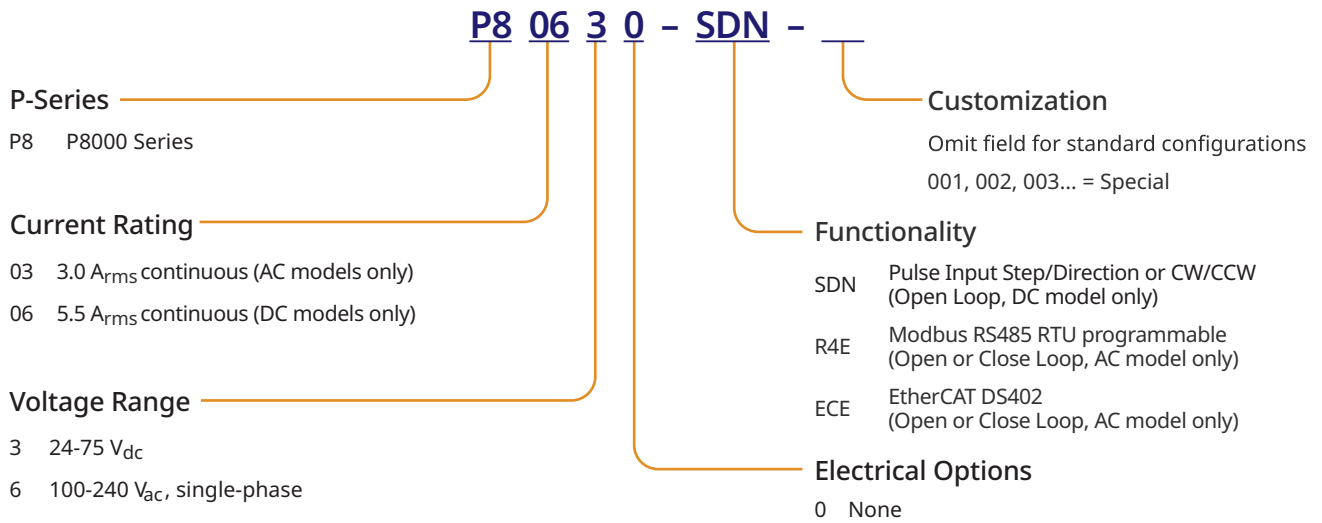 P8 06 3 0 – SDN –
P-Series
P8 P8000 Series
Current Rating
03 3.0 Arms continuous (AC models only)
06 5.5 Arms continuous (DC models only)
Voltage Range
3 24-75 Vdc
6 100-240 Vac, single-phase
Customization
Omit field for standard configurations
001, 002, 003... = Special
Functionality
SDN Pulse Input Step/Direction or CW/CCW
(Open Loop, DC model only)
R4E Modbus RS485 RTU programmable
(Open or Close Loop, AC model only)
ECE EtherCAT DS402
(Open or Close Loop, AC model only)
Electrical Options
0 None